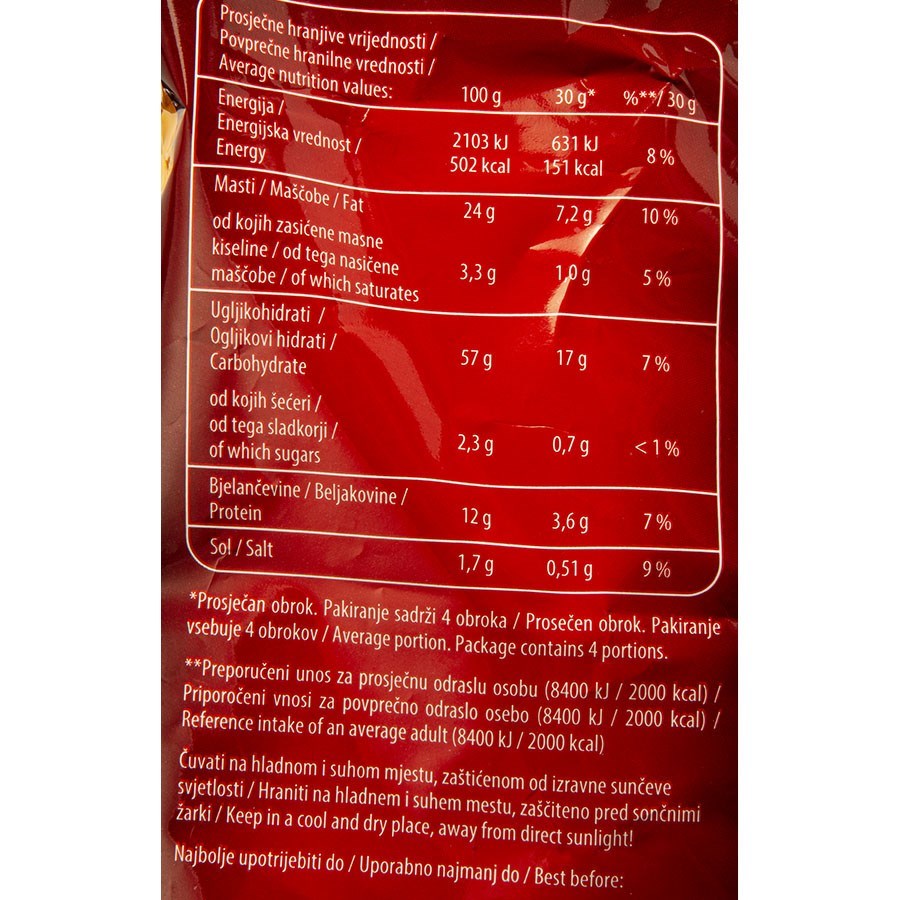 Prosječne hranjive vrijednosti /
Povprečne hranilne vrednosti /
Average nutrition values: 100 g 30 g* %**/ 30 g
Energija /
Energijska vrednost / 2103 kJ 631 kJ
Energy 502 kcal 151 kcal 8 %
Masti / Maščobe / Fat 24 g 7,2 g 10 %
od kojih zasićene masne
kiseline / od tega nasičene 3,3 g 1,0 g 5 %
maščobe / of which saturates
Ugljikohidrati /
Ogljikovi hidrati / 57 g 17 g 7 %
Carbohydrate
od kojih šećeri /
od tega sladkorji / 2,3 g 0,7 g < 1 %
of which sugars
Bjelančevine / Beljakovine /
Protein 12 g 3,6 g 7 %
Sol / Salt 1,7 g 0,51 g 9 %
*Prosječan obrok. Pakiranje sadrži 4 obroka / Prosečen obrok. Pakiranje
vsebuje 4 obrokov / Average portion. Package contains 4 portions.
**Preporučeni unos za prosječnu odraslu osobu (8400 kJ / 2000 kcal) /
Priporočeni vnosi za povprečno odraslo osebo (8400 kJ / 2000 kcal) /
Reference intake of an average adult (8400 kJ / 2000 kcal)
Čuvati na hladnom i suhom mjestu, zaštićenom od izravne sunčeve
svjetlosti / Hraniti na hladnem i suhem mestu, zaščiteno pred sončnimi
žarki / Keep in a cool and dry place, away from direct sunlight!
Najbolje upotrijebiti do / Uporabno najmanj do / Best before: